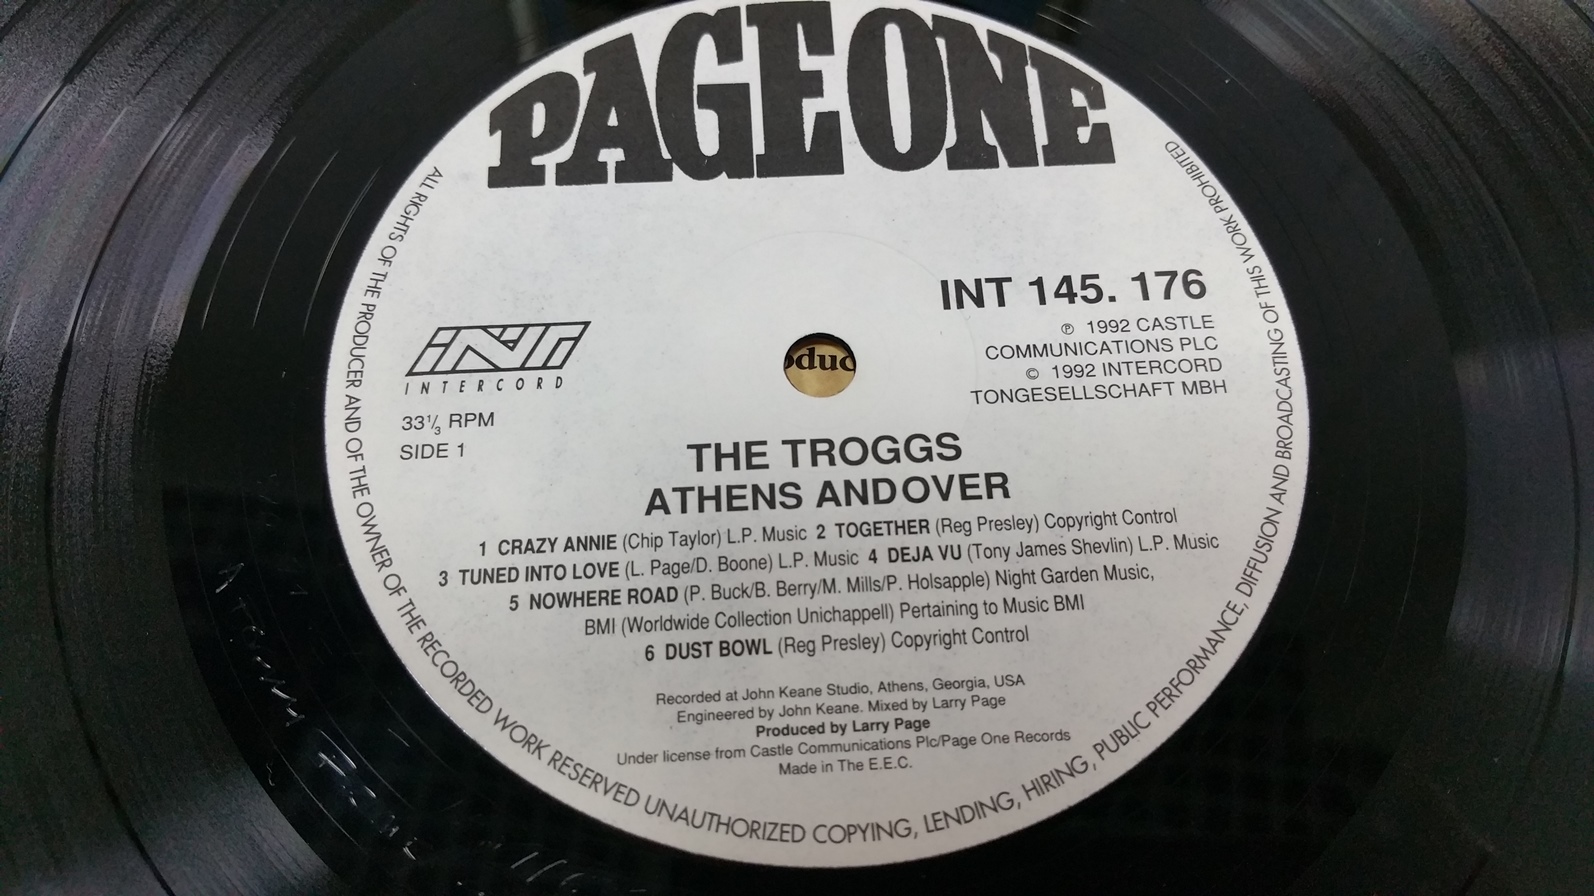 PAGE ONE
INT 145. 176
℗ 1992 CASTLE
COMMUNICATIONS PLC
© 1992 INTERCORD
TONGESELLSCHAFT MBH
INT
INTERCORD
33⅓ RPM
SIDE 1
oduc
THE TROGGS
ATHENS ANDOVER
1 CRAZY ANNIE (Chip Taylor) L.P. Music 2 TOGETHER (Reg Presley) Copyright Control
3 TUNED INTO LOVE (L. Page/D. Boone) L.P. Music 4 DEJA VU (Tony James Shevlin) L.P. Music
5 NOWHERE ROAD (P. Buck/B. Berry/M. Mills/P. Holsapple) Night Garden Music,
BMI (Worldwide Collection Unichappell) Pertaining to Music BMI
6 DUST BOWL (Reg Presley) Copyright Control
Recorded at John Keane Studio, Athens, Georgia, USA
Engineered by John Keane. Mixed by Larry Page
Produced by Larry Page
Under license from Castle Communications Plc/Page One Records
Made in The E.E.C.
ALL RIGHTS OF THE PRODUCER AND OF THE OWNER OF THE RECORDED WORK RESERVED UNAUTHORIZED COPYING, LENDING, HIRING, PUBLIC PERFORMANCE, DIFFUSION AND BROADCASTING OF THIS WORK PROHIBITED